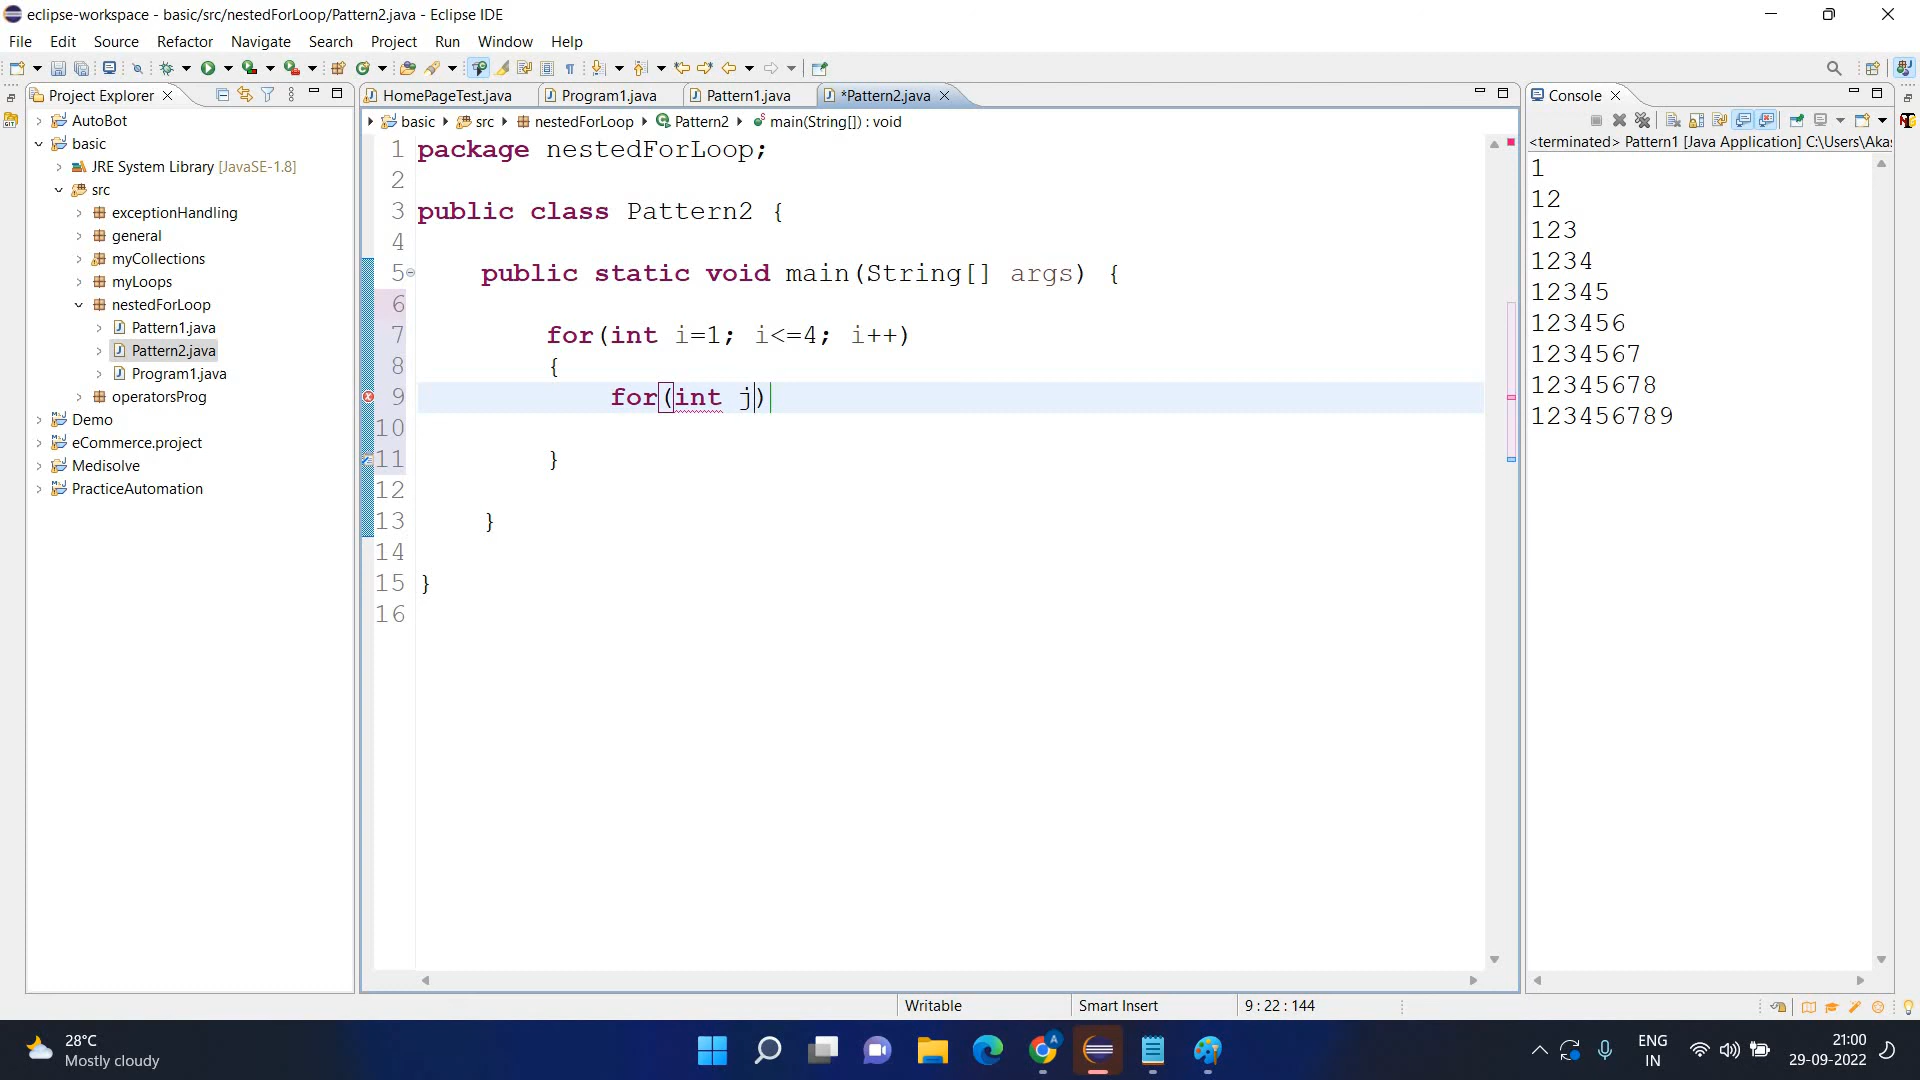 eclipse-workspace - basic/src/nestedForLoop/Pattern2.java - Eclipse IDE
File Edit Source Refactor Navigate Search Project Run Window Help
Project Explorer
HomePageTest.java Program1.java Pattern1.java *Pattern2.java
Console
basic src nestedForLoop Pattern2 main(String[]) : void
<terminated> Pattern1 [Java Application] C:\Users\Aka
AutoBot
basic
JRE System Library [JavaSE-1.8]
src
exceptionHandling
general
myCollections
myLoops
nestedForLoop
Pattern1.java
Pattern2.java
Program1.java
operatorsProg
Demo
eCommerce.project
Medisolve
PracticeAutomation
1 package nestedForLoop;
2
3 public class Pattern2 {
4
5 public static void main(String[] args) {
6
7 for(int i=1; i<=4; i++)
8 {
9 for(int j)
10
11 }
12
13 }
14
15 }
16
1
12
123
1234
12345
123456
1234567
12345678
123456789
Writable Smart Insert 9 : 22 : 144
28°C
Mostly cloudy
ENG
IN
21:00
29-09-2022